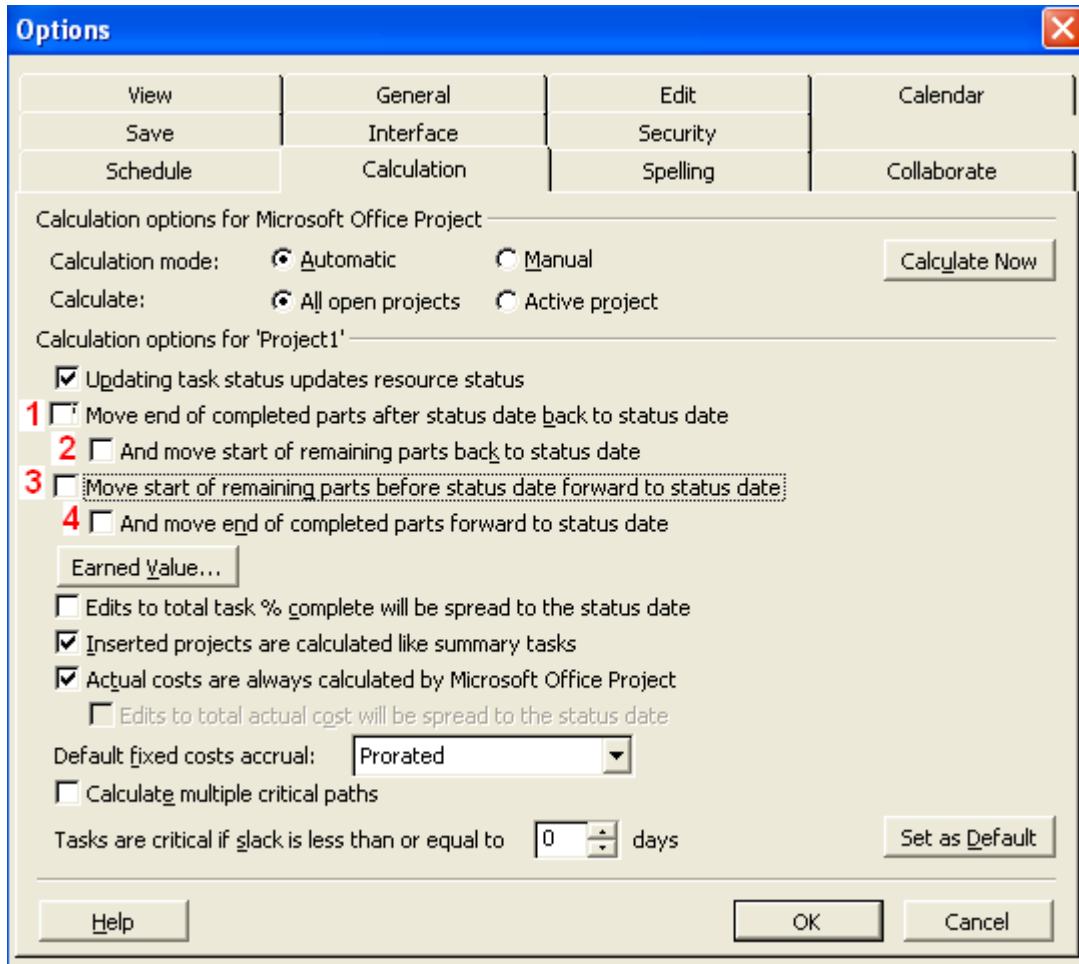 Options
View General Edit Calendar
Save Interface Security
Schedule Calculation Spelling Collaborate
Calculation options for Microsoft Office Project
Calculation mode: Automatic Manual Calculate Now
Calculate: All open projects Active project
Calculation options for 'Project1'
Updating task status updates resource status
1 Move end of completed parts after status date back to status date
2 And move start of remaining parts back to status date
3 Move start of remaining parts before status date forward to status date
4 And move end of completed parts forward to status date
Earned Value...
Edits to total task % complete will be spread to the status date
Inserted projects are calculated like summary tasks
Actual costs are always calculated by Microsoft Office Project
Edits to total actual cost will be spread to the status date
Default fixed costs accrual: Prorated
Calculate multiple critical paths
Tasks are critical if slack is less than or equal to 0 days Set as Default
Help OK Cancel